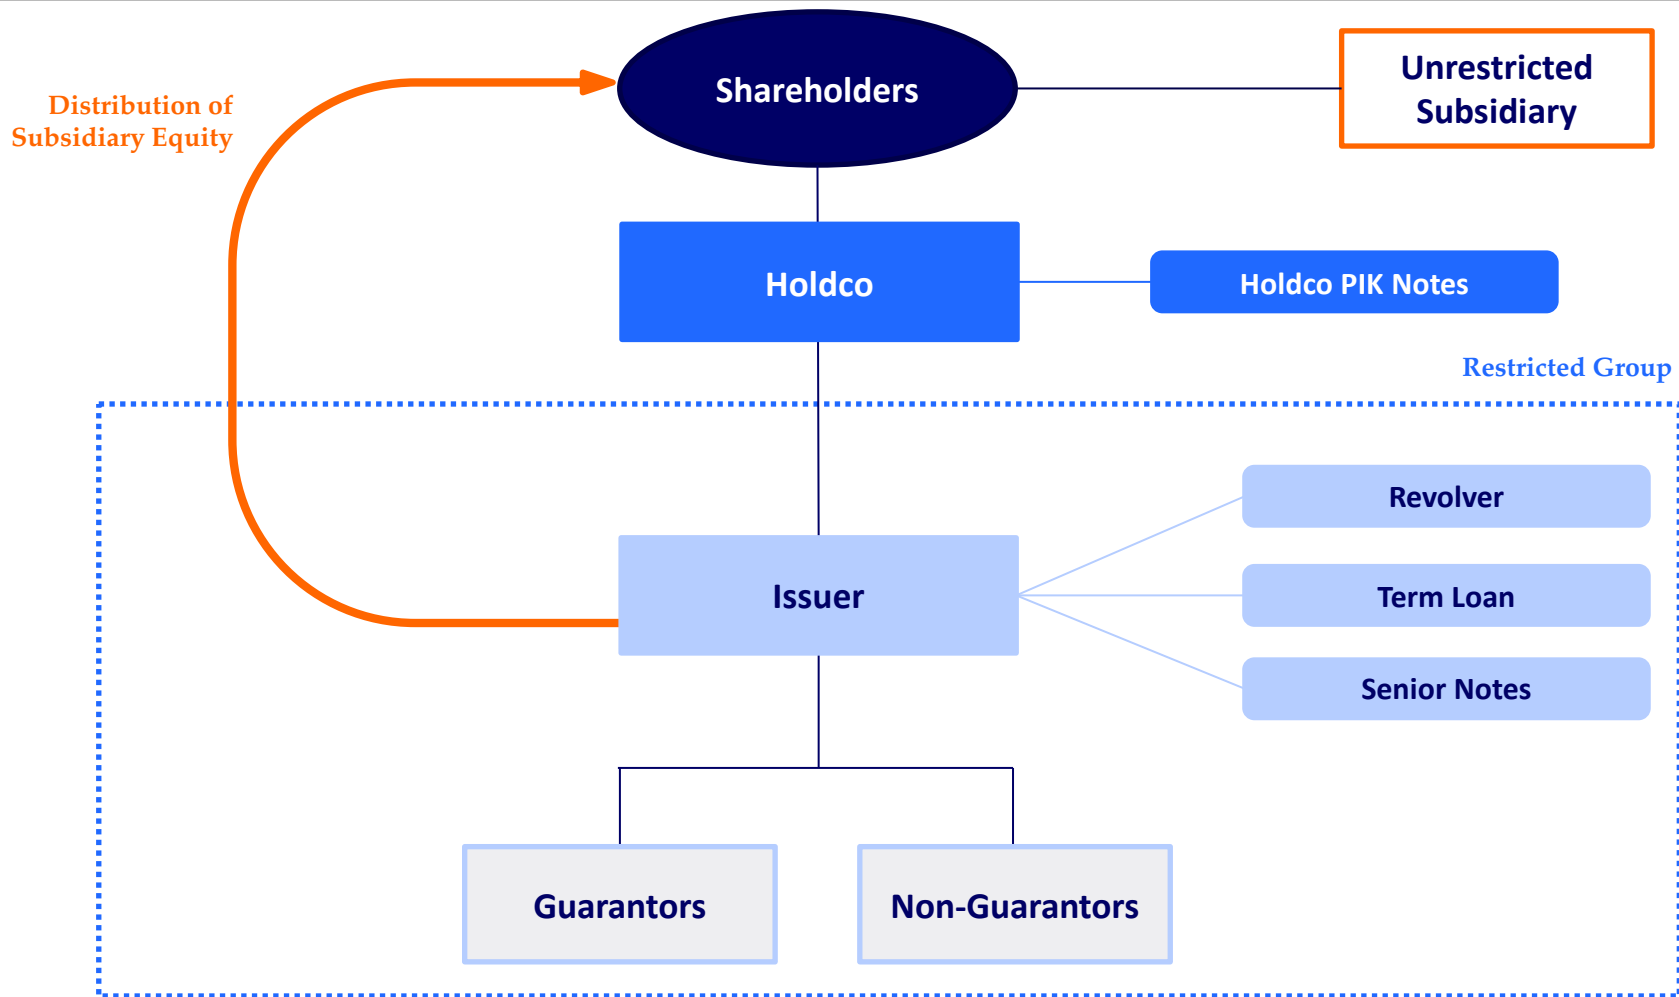 Shareholders
Unrestricted
Subsidiary
Distribution of
Subsidiary Equity
Holdco
Holdco PIK Notes
Restricted Group
Revolver
Issuer
Term Loan
Senior Notes
Guarantors
Non-Guarantors